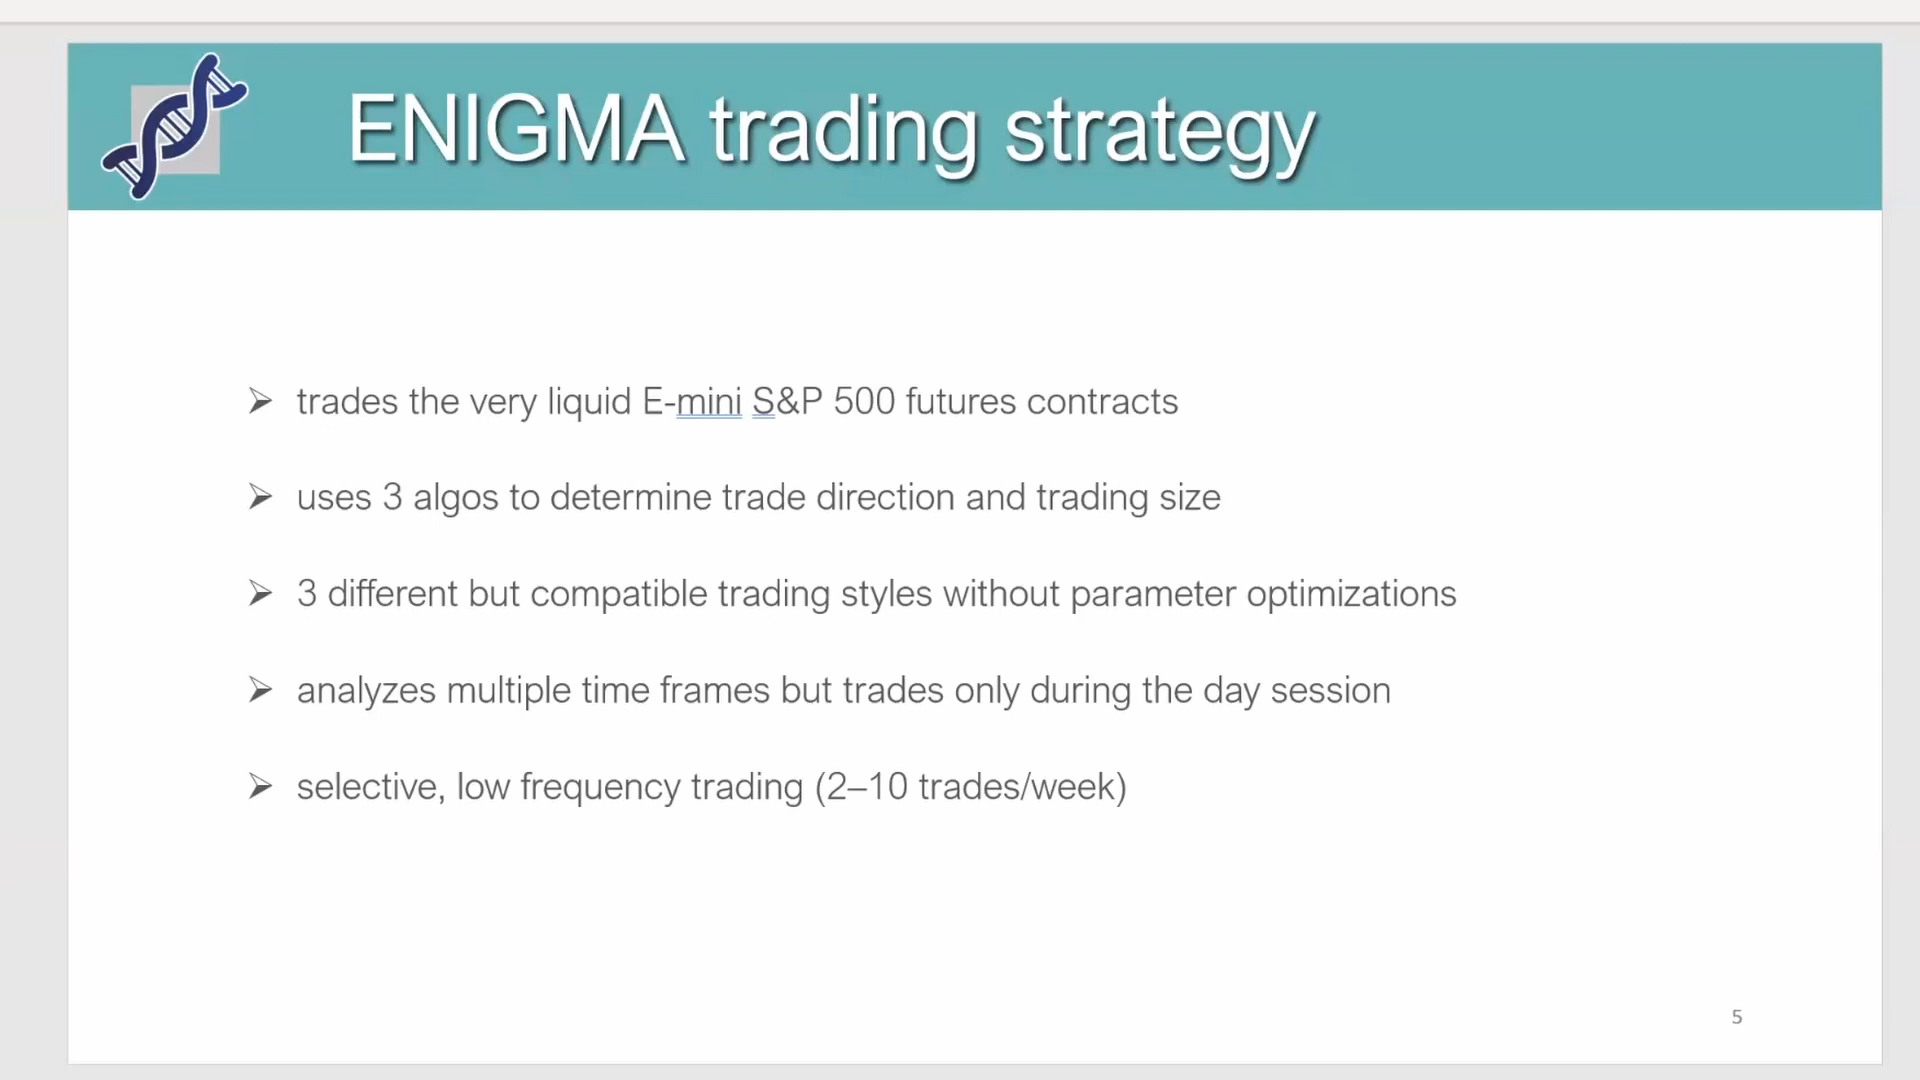 ENIGMA trading strategy
➢ trades the very liquid E-mini S&P 500 futures contracts
➢ uses 3 algos to determine trade direction and trading size
➢ 3 different but compatible trading styles without parameter optimizations
➢ analyzes multiple time frames but trades only during the day session
➢ selective, low frequency trading (2–10 trades/week)
5